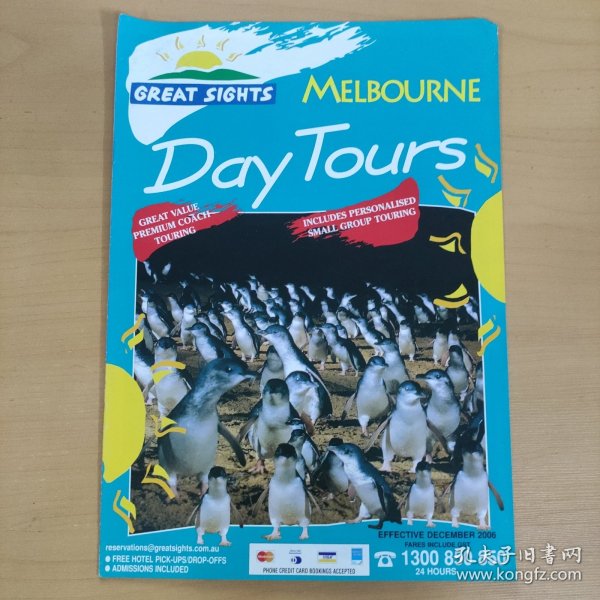 GREAT SIGHTS
MELBOURNE
Day Tours
GREAT VALUE
PREMIUM COACH
TOURING
INCLUDES PERSONALISED
SMALL GROUP TOURING
EFFECTIVE DECEMBER 2006
FARES INCLUDE GST
reservations@greatsights.com.au
● FREE HOTEL PICK-UPS/DROP-OFFS
● ADMISSIONS INCLUDED
PHONE CREDIT CARD BOOKINGS ACCEPTED
☎ 1300 850 850
24 HOURS
孔夫子旧书网
www.kongfz.com